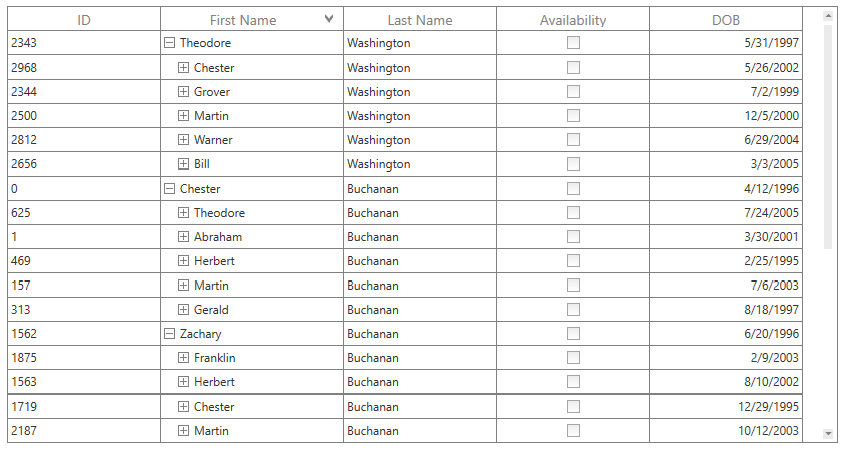 ID First Name Last Name Availability DOB
2343 Theodore Washington 5/31/1997
2968 Chester Washington 5/26/2002
2344 Grover Washington 7/2/1999
2500 Martin Washington 12/5/2000
2812 Warner Washington 6/29/2004
2656 Bill Washington 3/3/2005
0 Chester Buchanan 4/12/1996
625 Theodore Buchanan 7/24/2005
1 Abraham Buchanan 3/30/2001
469 Herbert Buchanan 2/25/1995
157 Martin Buchanan 7/6/2003
313 Gerald Buchanan 8/18/1997
1562 Zachary Buchanan 6/20/1996
1875 Franklin Buchanan 2/9/2003
1563 Herbert Buchanan 8/10/2002
1719 Chester Buchanan 12/29/1995
2187 Martin Buchanan 10/12/2003